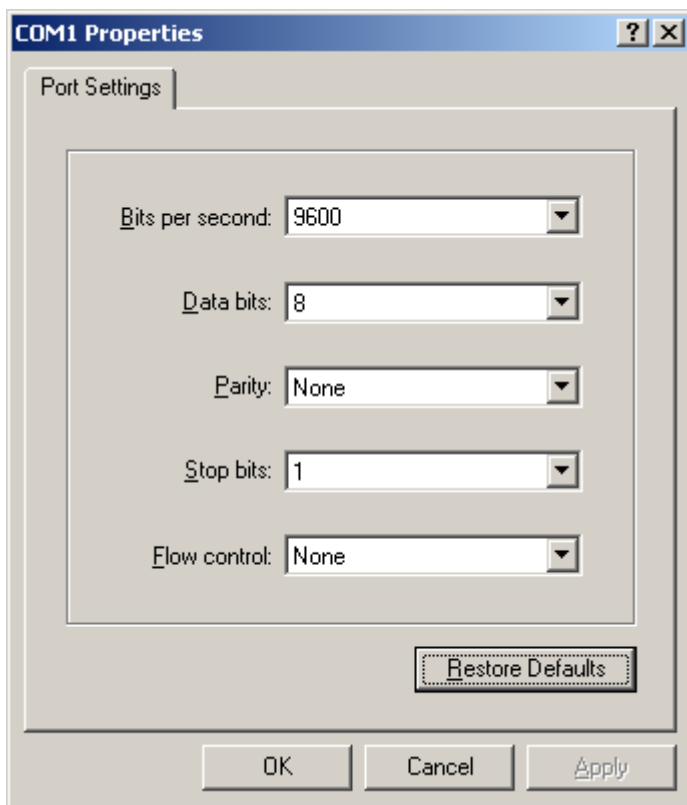 COM1 Properties
Port Settings
Bits per second: 9600
Data bits: 8
Parity: None
Stop bits: 1
Flow control: None
Restore Defaults
OK Cancel Apply